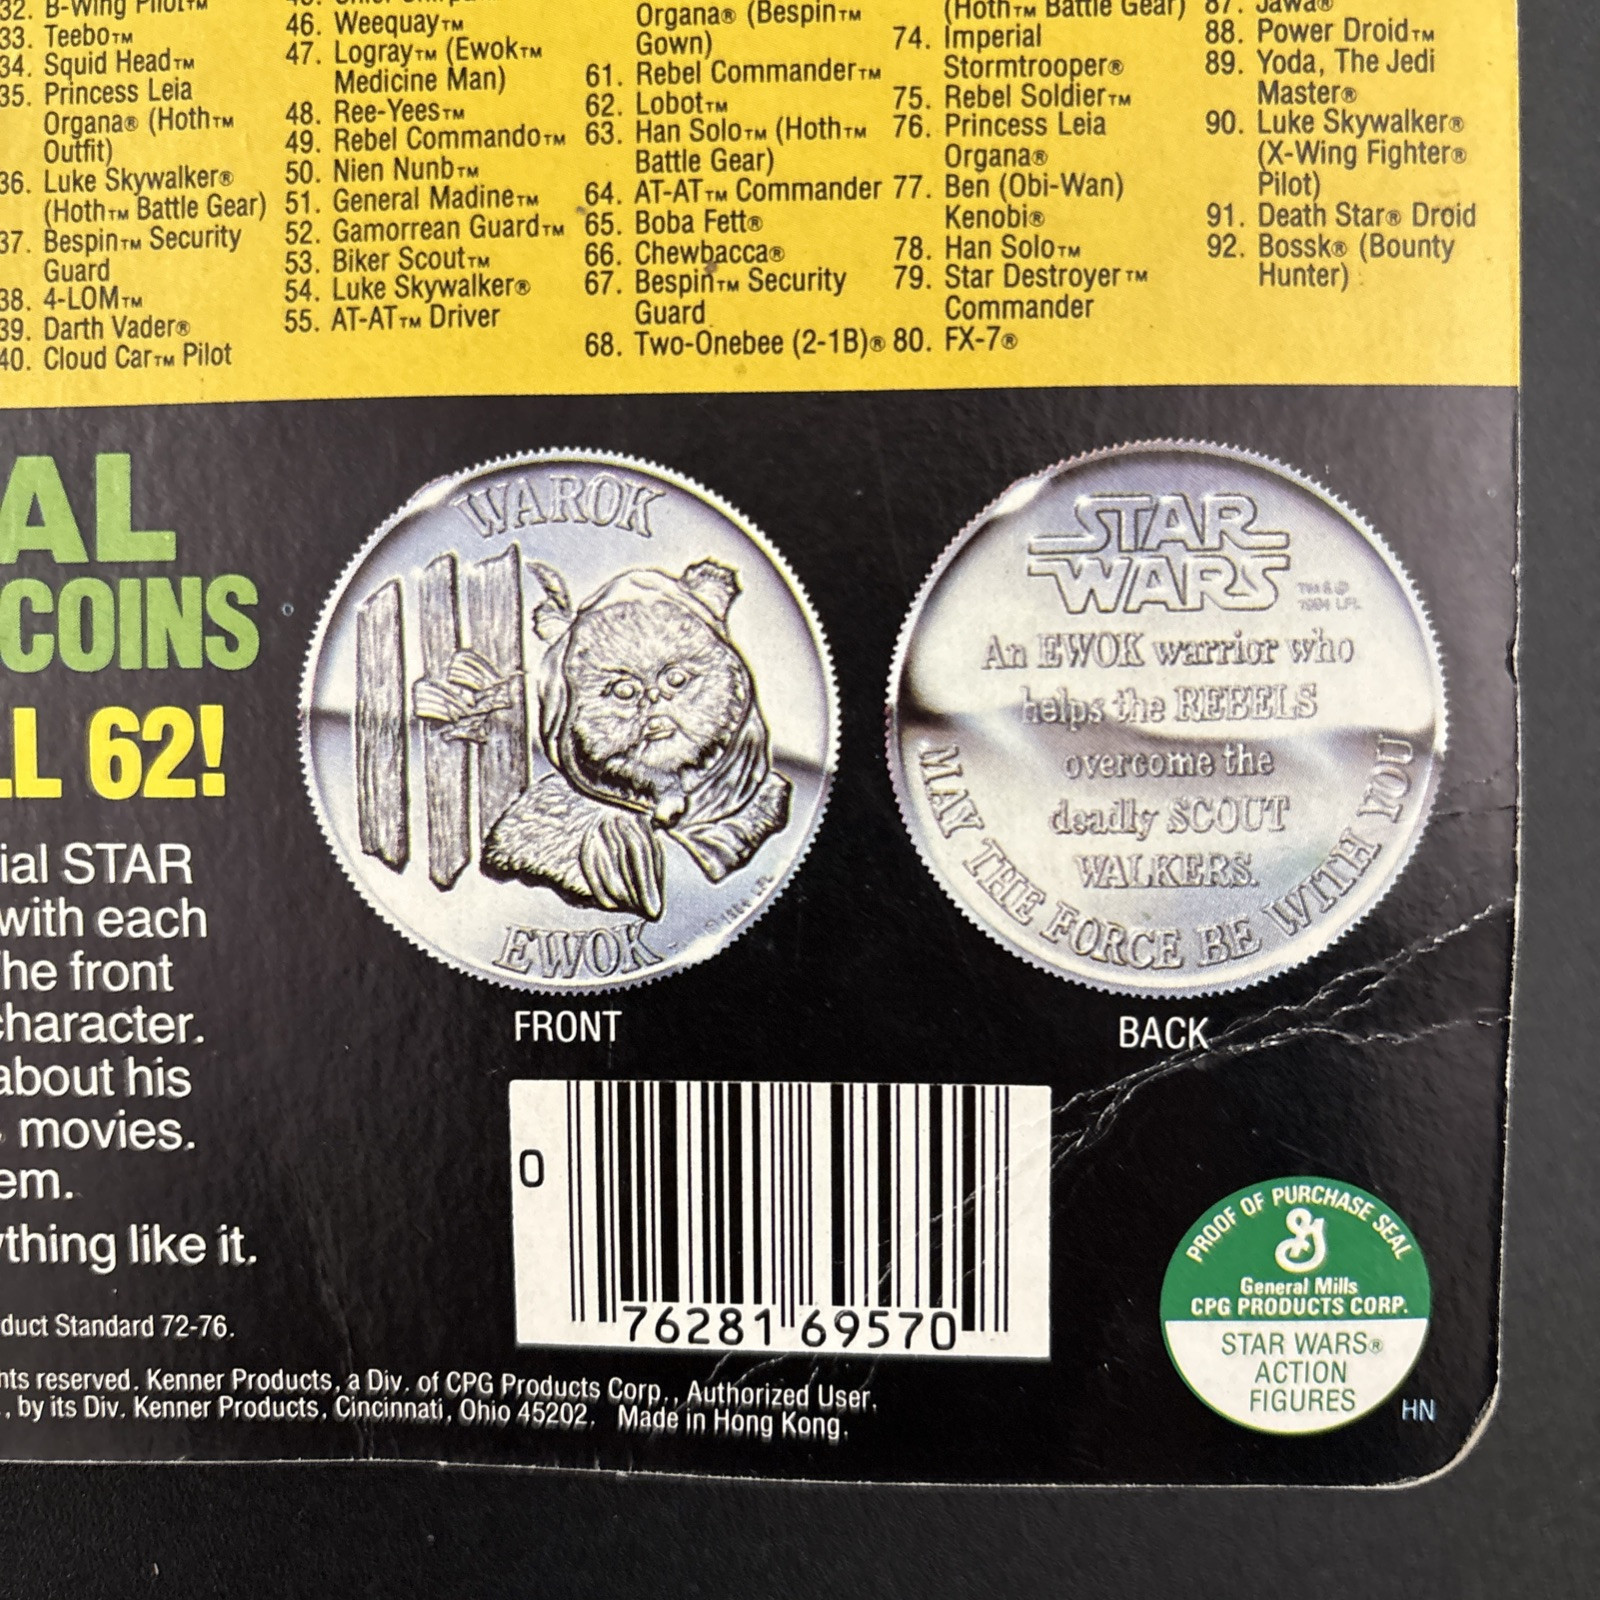 32. B-Wing Pilot™
33. Teebo™
34. Squid Head™
35. Princess Leia
Organa® (Hoth™
Outfit)
36. Luke Skywalker®
(Hoth™ Battle Gear)
37. Bespin™ Security
Guard
38. 4-LOM™
39. Darth Vader®
40. Cloud Car™ Pilot
46. Weequay™
47. Logray™ (Ewok™
Medicine Man)
48. Ree-Yees™
49. Rebel Commando™
50. Nien Nunb™
51. General Madine™
52. Gamorrean Guard™
53. Biker Scout™
54. Luke Skywalker®
55. AT-AT™ Driver
Organa® (Bespin™
Gown)
61. Rebel Commander™
62. Lobot™
63. Han Solo™ (Hoth™
Battle Gear)
64. AT-AT™ Commander
65. Boba Fett®
66. Chewbacca®
67. Bespin™ Security
Guard
68. Two-Onebee (2-1B)®
(Hoth™ Battle Gear)
74. Imperial
Stormtrooper®
75. Rebel Soldier™
76. Princess Leia
Organa®
77. Ben (Obi-Wan)
Kenobi®
78. Han Solo™
79. Star Destroyer™
Commander
80. FX-7®
87. Jawa®
88. Power Droid™
89. Yoda, The Jedi
Master®
90. Luke Skywalker®
(X-Wing Fighter®
Pilot)
91. Death Star® Droid
92. Bossk® (Bounty
Hunter)
AL
COINS
LL 62!
ial STAR
with each
he front
character.
about his
movies.
em.
ything like it.
duct Standard 72-76.
hts reserved. Kenner Products, a Div. of CPG Products Corp., Authorized User.
., by its Div. Kenner Products, Cincinnati, Ohio 45202. Made in Hong Kong.
WAROK
EWOK
FRONT
STAR
WARS
An EWOK warrior who
helps the REBELS
overcome the
deadly SCOUT
WALKERS.
MAY THE FORCE BE WITH YOU
BACK
0
76281 69570
PROOF OF PURCHASE SEAL
G
General Mills
CPG PRODUCTS CORP.
STAR WARS®
ACTION
FIGURES
HN